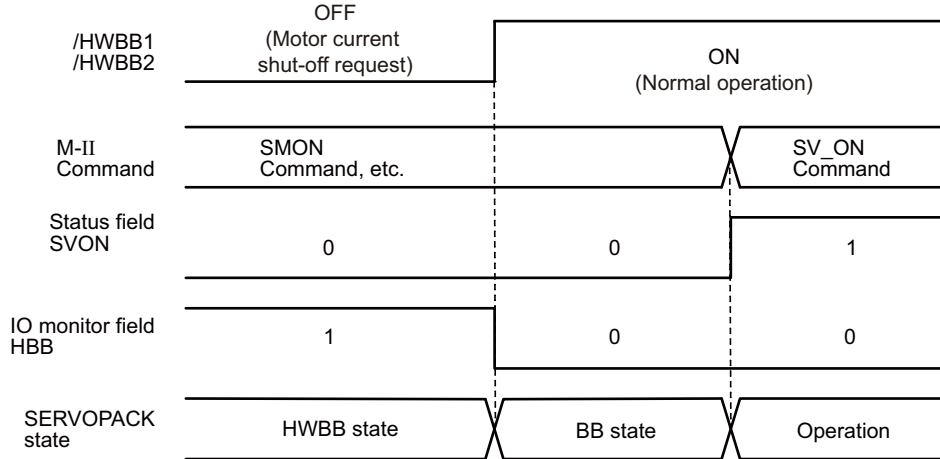 OFF
(Motor current
shut-off request)
/HWBB1
/HWBB2
ON
(Normal operation)
M-II
Command
SMON
Command, etc.
SV_ON
Command
Status field
SVON
0
0
1
IO monitor field
HBB
1
0
0
SERVOPACK
state
HWBB state
BB state
Operation